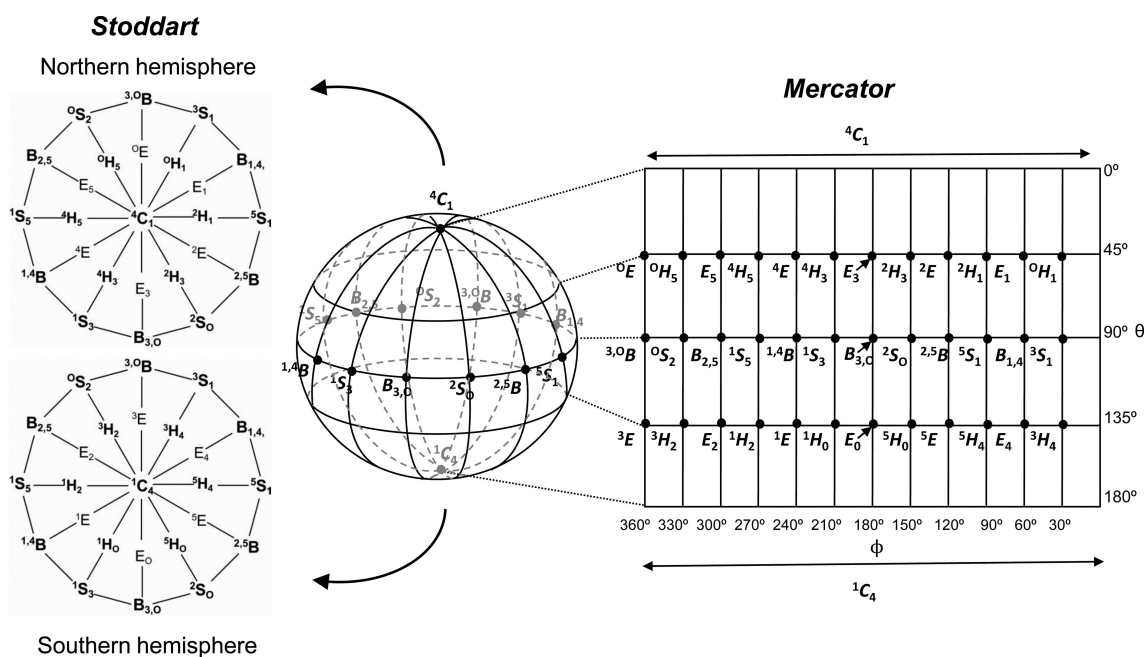 Stoddart
Northern hemisphere
3,OB
OS2 3S1
B2,5 OH5 OE OH1 B1,4,
E5 E1
1S5 4H5 4C1 2H1 5S1
4E 2E
1,4B 4H3 E3 2H3 2,5B
1S3 2SO
B3,O
3,OB
OS2 3S1
B2,5 3H2 3E 3H4 B1,4,
E2 E4
1S5 1H2 1C4 5H4 5S1
1E 5E
1,4B 1HO EO 5HO 2,5B
1S3 2SO
B3,O
Southern hemisphere
4C1
1S5 B2,5 OS2 3,OB 3S1 B1,4
1,4B 1S3 B3,O 2SO 2,5B 5S1
1C4
Mercator
4C1
0º
45º
OE OH5 E5 4H5 4E 4H3 E3 2H3 2E 2H1 E1 OH1
90º θ
3,OB OS2 B2,5 1S5 1,4B 1S3 B3,O 2SO 2,5B 5S1 B1,4 3S1
135º
3E 3H2 E2 1H2 1E 1H0 E0 5H0 5E 5H4 E4 3H4
180º
360º 330º 300º 270º 240º 210º 180º 150º 120º 90º 60º 30º
ϕ
1C4